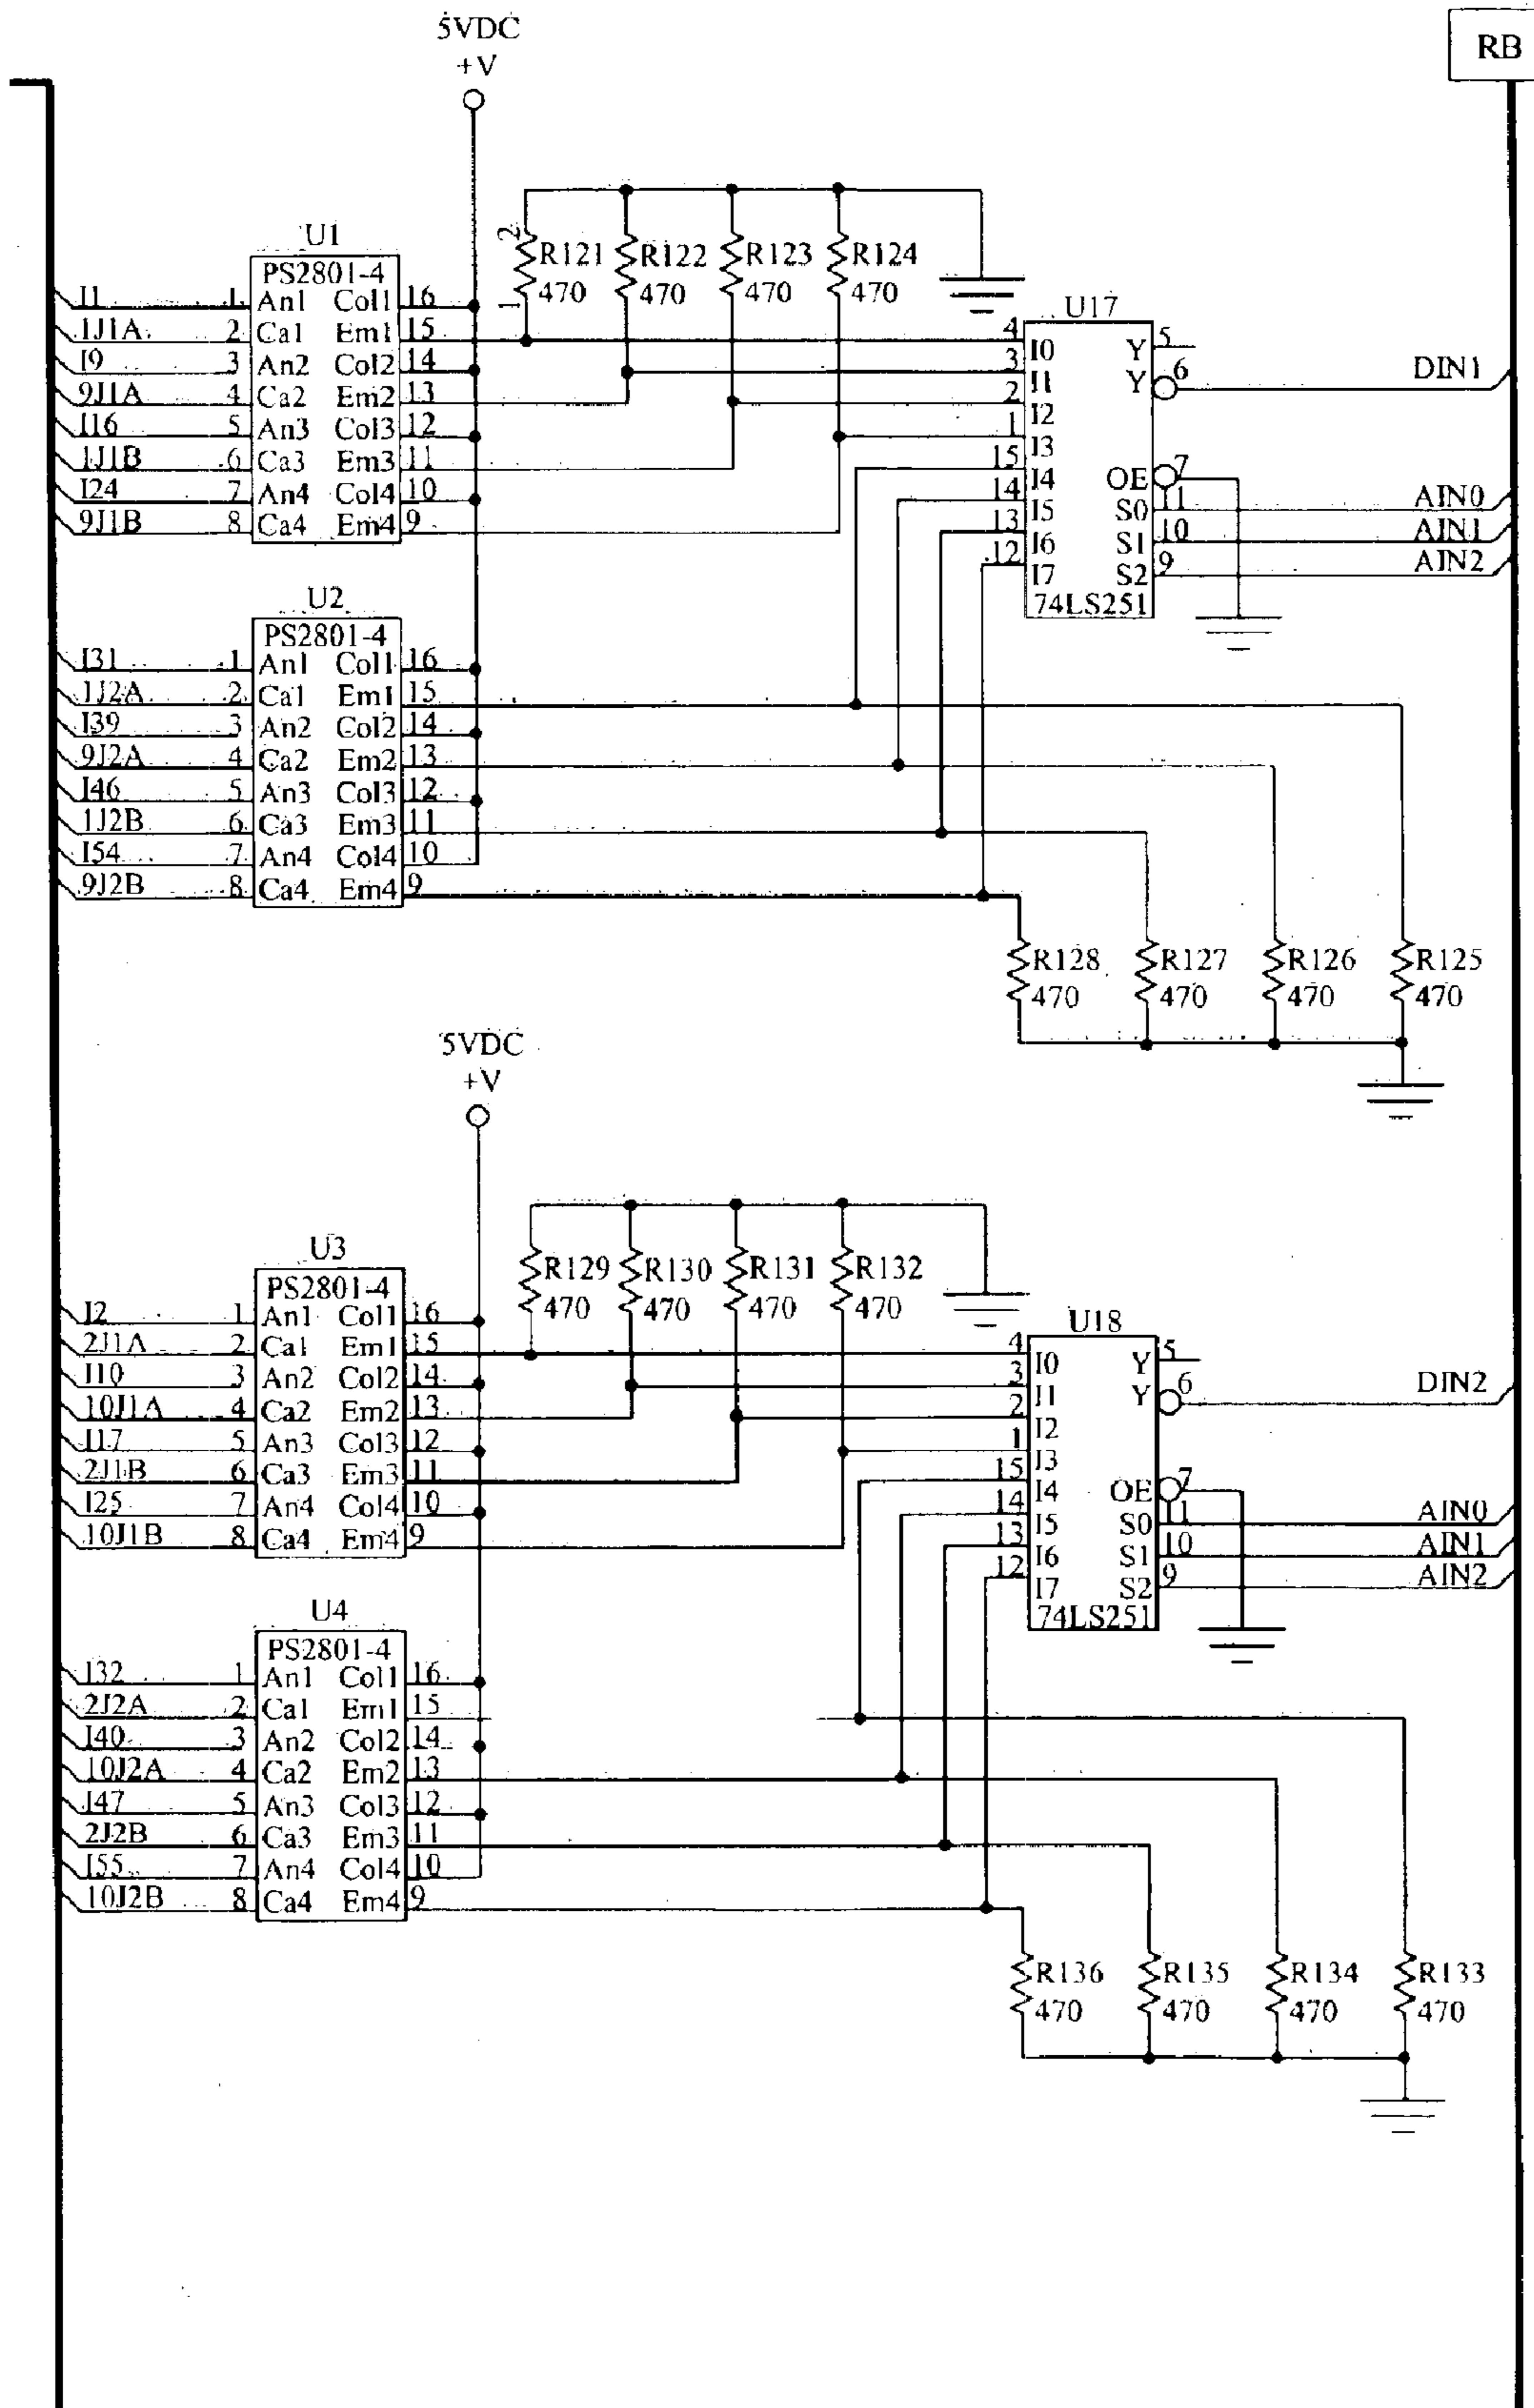 5VDC
+V
RB
U1
PS2801-4
I1 1 An1 Col1 16
1J1A 2 Ca1 Em1 15
I9 3 An2 Col2 14
9J1A 4 Ca2 Em2 13
I16 5 An3 Col3 12
1J1B 6 Ca3 Em3 11
I24 7 An4 Col4 10
9J1B 8 Ca4 Em4 9
2
1
R121
470
R122
470
R123
470
R124
470
U17
4 I0 Y 5
3 I1 Y 6 DIN1
2 I2
1 I3
15 I4 OE 7
14 I5 S0 11 AIN0
13 I6 S1 10 AIN1
12 I7 S2 9 AIN2
74LS251
U2
PS2801-4
I31 1 An1 Col1 16
1J2A 2 Ca1 Em1 15
I39 3 An2 Col2 14
9J2A 4 Ca2 Em2 13
I46 5 An3 Col3 12
1J2B 6 Ca3 Em3 11
I54 7 An4 Col4 10
9J2B 8 Ca4 Em4 9
R128
470
R127
470
R126
470
R125
470
5VDC
+V
U3
PS2801-4
I2 1 An1 Col1 16
2J1A 2 Ca1 Em1 15
I10 3 An2 Col2 14
10J1A 4 Ca2 Em2 13
I17 5 An3 Col3 12
2J1B 6 Ca3 Em3 11
I25 7 An4 Col4 10
10J1B 8 Ca4 Em4 9
R129
470
R130
470
R131
470
R132
470
U18
4 I0 Y 5
3 I1 Y 6 DIN2
2 I2
1 I3
15 I4 OE 7
14 I5 S0 11 AIN0
13 I6 S1 10 AIN1
12 I7 S2 9 AIN2
74LS251
U4
PS2801-4
I32 1 An1 Col1 16
2J2A 2 Ca1 Em1 15
I40 3 An2 Col2 14
10J2A 4 Ca2 Em2 13
I47 5 An3 Col3 12
2J2B 6 Ca3 Em3 11
I55 7 An4 Col4 10
10J2B 8 Ca4 Em4 9
R136
470
R135
470
R134
470
R133
470